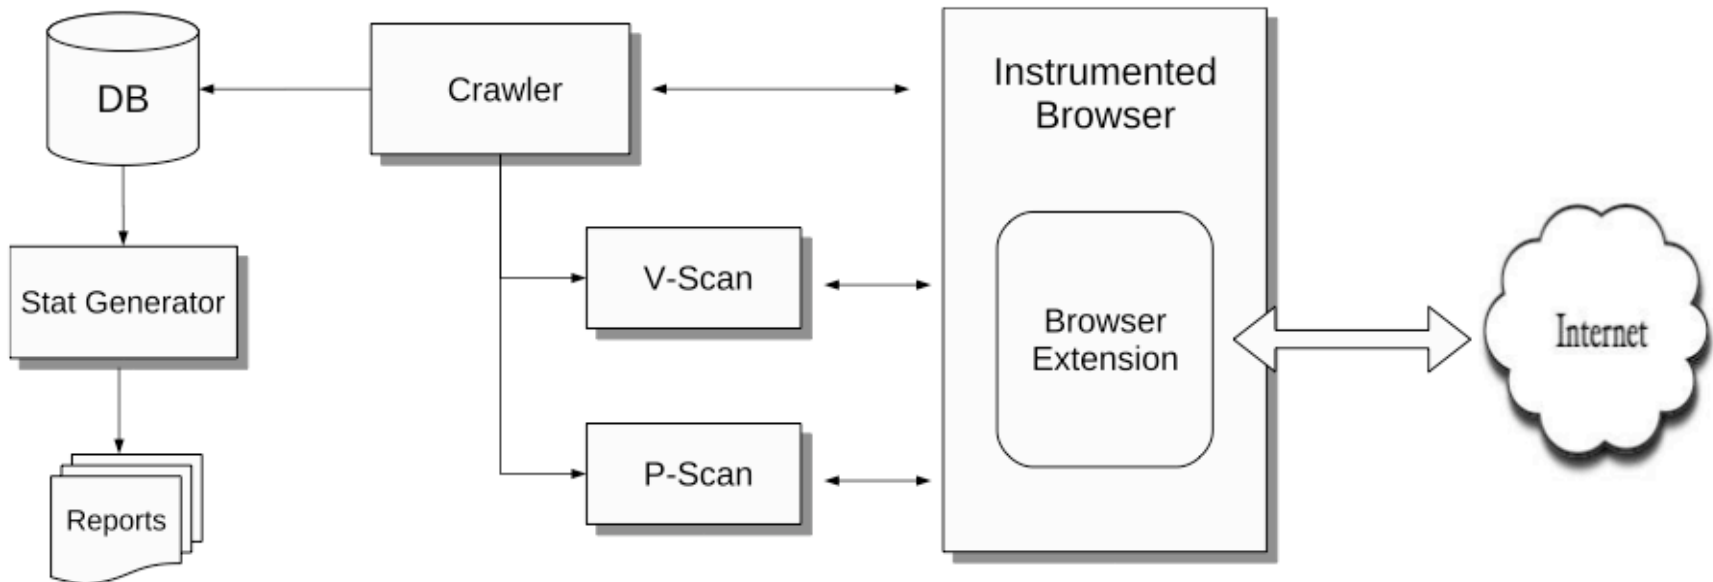 DB
Crawler
Instrumented
Browser
Stat Generator
V-Scan
Browser
Extension
Internet
P-Scan
Reports